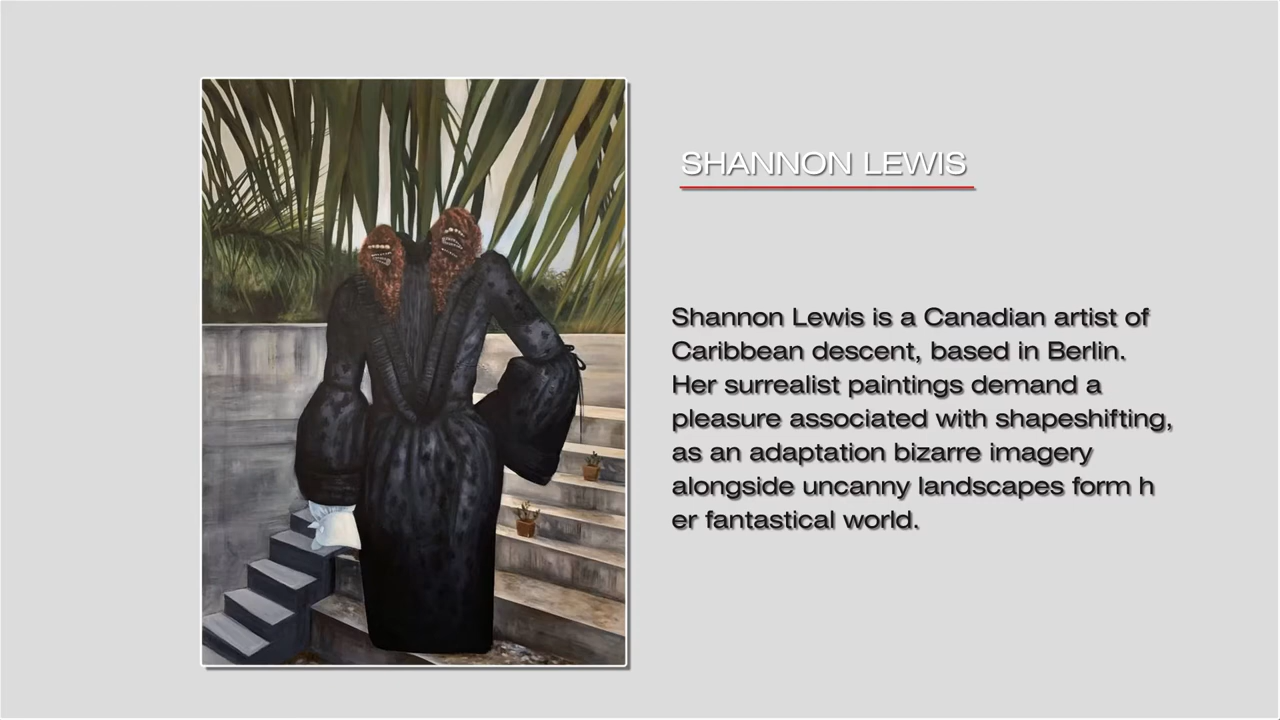 SHANNON LEWIS
Shannon Lewis is a Canadian artist of
Caribbean descent, based in Berlin.
Her surrealist paintings demand a
pleasure associated with shapeshifting,
as an adaptation bizarre imagery
alongside uncanny landscapes form h
er fantastical world.